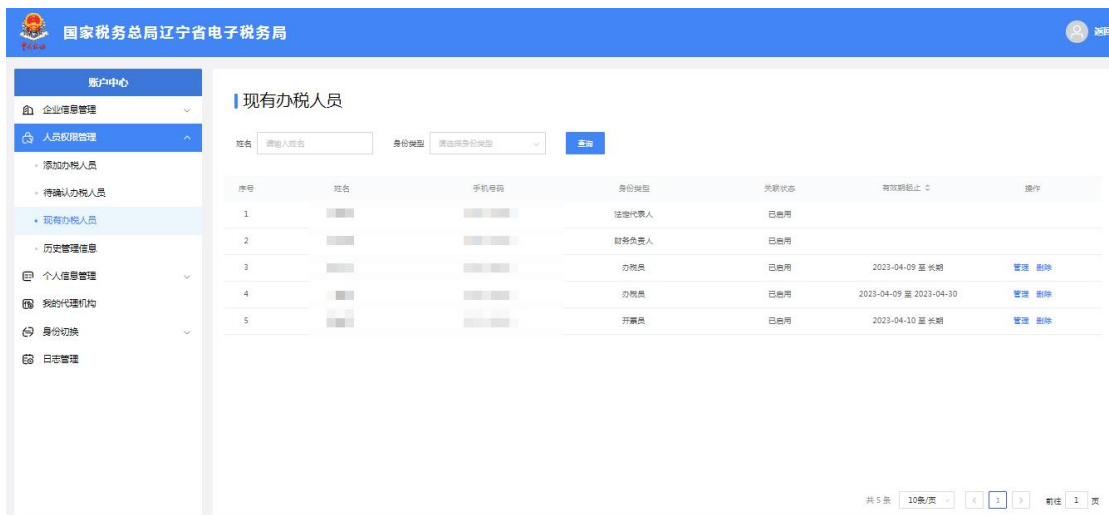 国家税务总局辽宁省电子税务局
返回
账户中心
企业信息管理
人员权限管理
添加办税人员
待确认办税人员
现有办税人员
历史管理信息
个人信息管理
我的代理机构
身份切换
日志管理
现有办税人员
姓名 请输入姓名 身份类型 请选择身份类型 查询
序号 姓名 手机号码 身份类型 关联状态 有效期起止 操作
1 法定代表人 已启用
2 财务负责人 已启用
3 办税员 已启用 2023-04-09 至 长期 管理 删除
4 办税员 已启用 2023-04-09 至 2023-04-30 管理 删除
5 开票员 已启用 2023-04-10 至 长期 管理 删除
共 5 条 10条/页 1 前往 1 页